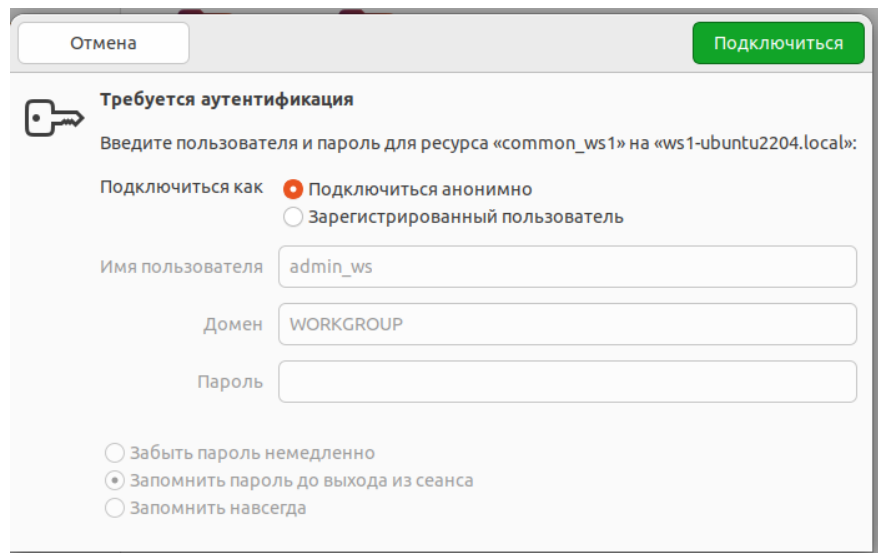 Отмена
Подключиться
Требуется аутентификация
Введите пользователя и пароль для ресурса «common_ws1» на «ws1-ubuntu2204.local»:
Подключиться как
Подключиться анонимно
Зарегистрированный пользователь
Имя пользователя
admin_ws
Домен
WORKGROUP
Пароль
Забыть пароль немедленно
Запомнить пароль до выхода из сеанса
Запомнить навсегда